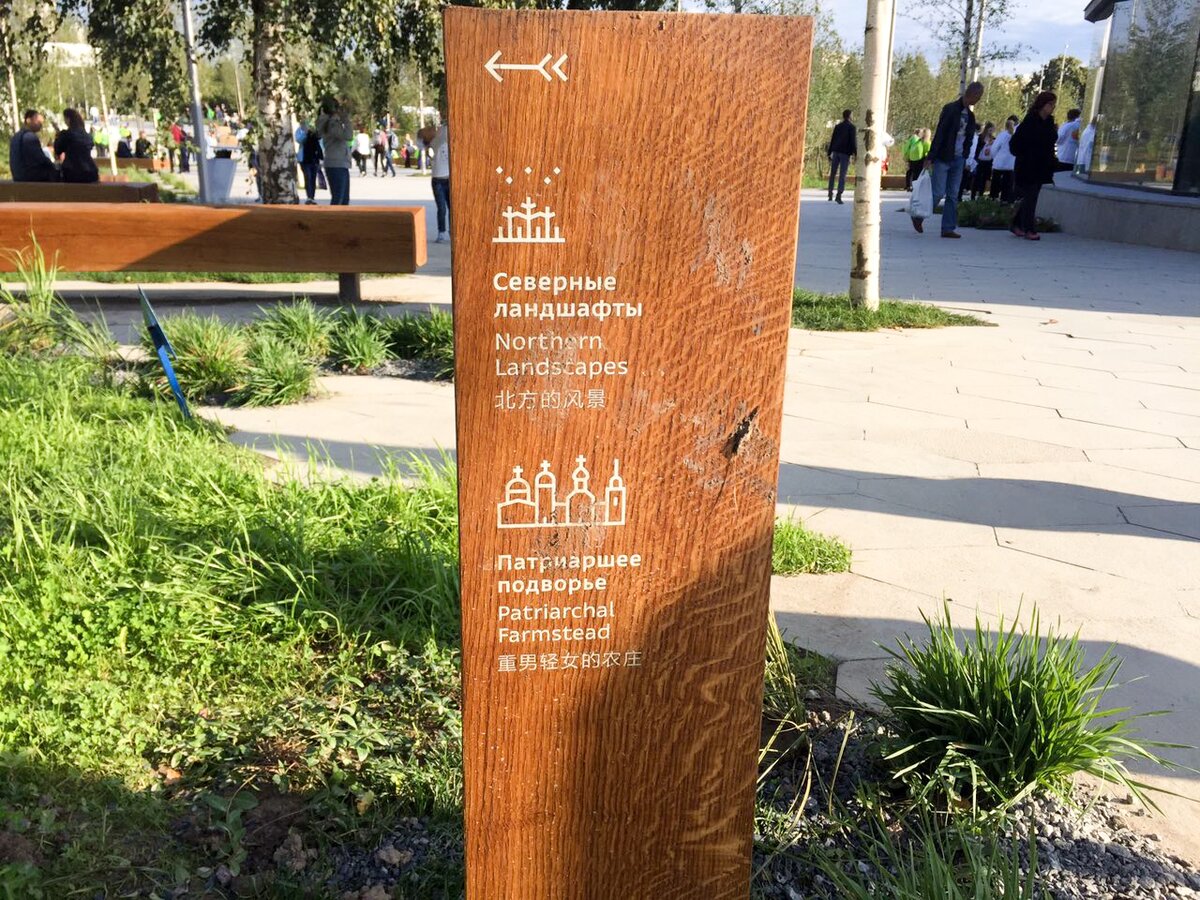 Северные
ландшафты
Northern
Landscapes
北方的风景
Патриаршее
подворье
Patriarchal
Farmstead
重男轻女的农庄